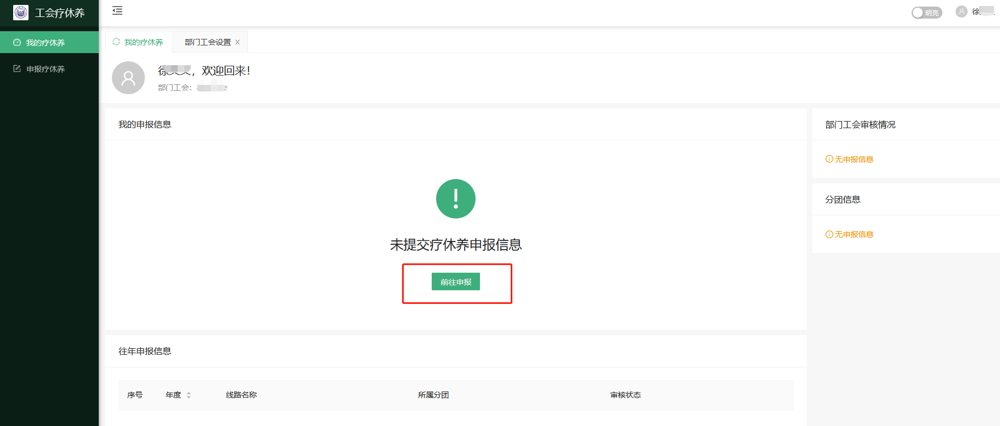 工会疗休养
明亮
徐
我的疗休养
申报疗休养
我的疗休养
部门工会设置
，欢迎回来！
部门工会：
我的申报信息
未提交疗休养申报信息
前往申报
往年申报信息
序号 年度 线路名称 所属分团 审核状态
部门工会审核情况
无申报信息
分团信息
无申报信息